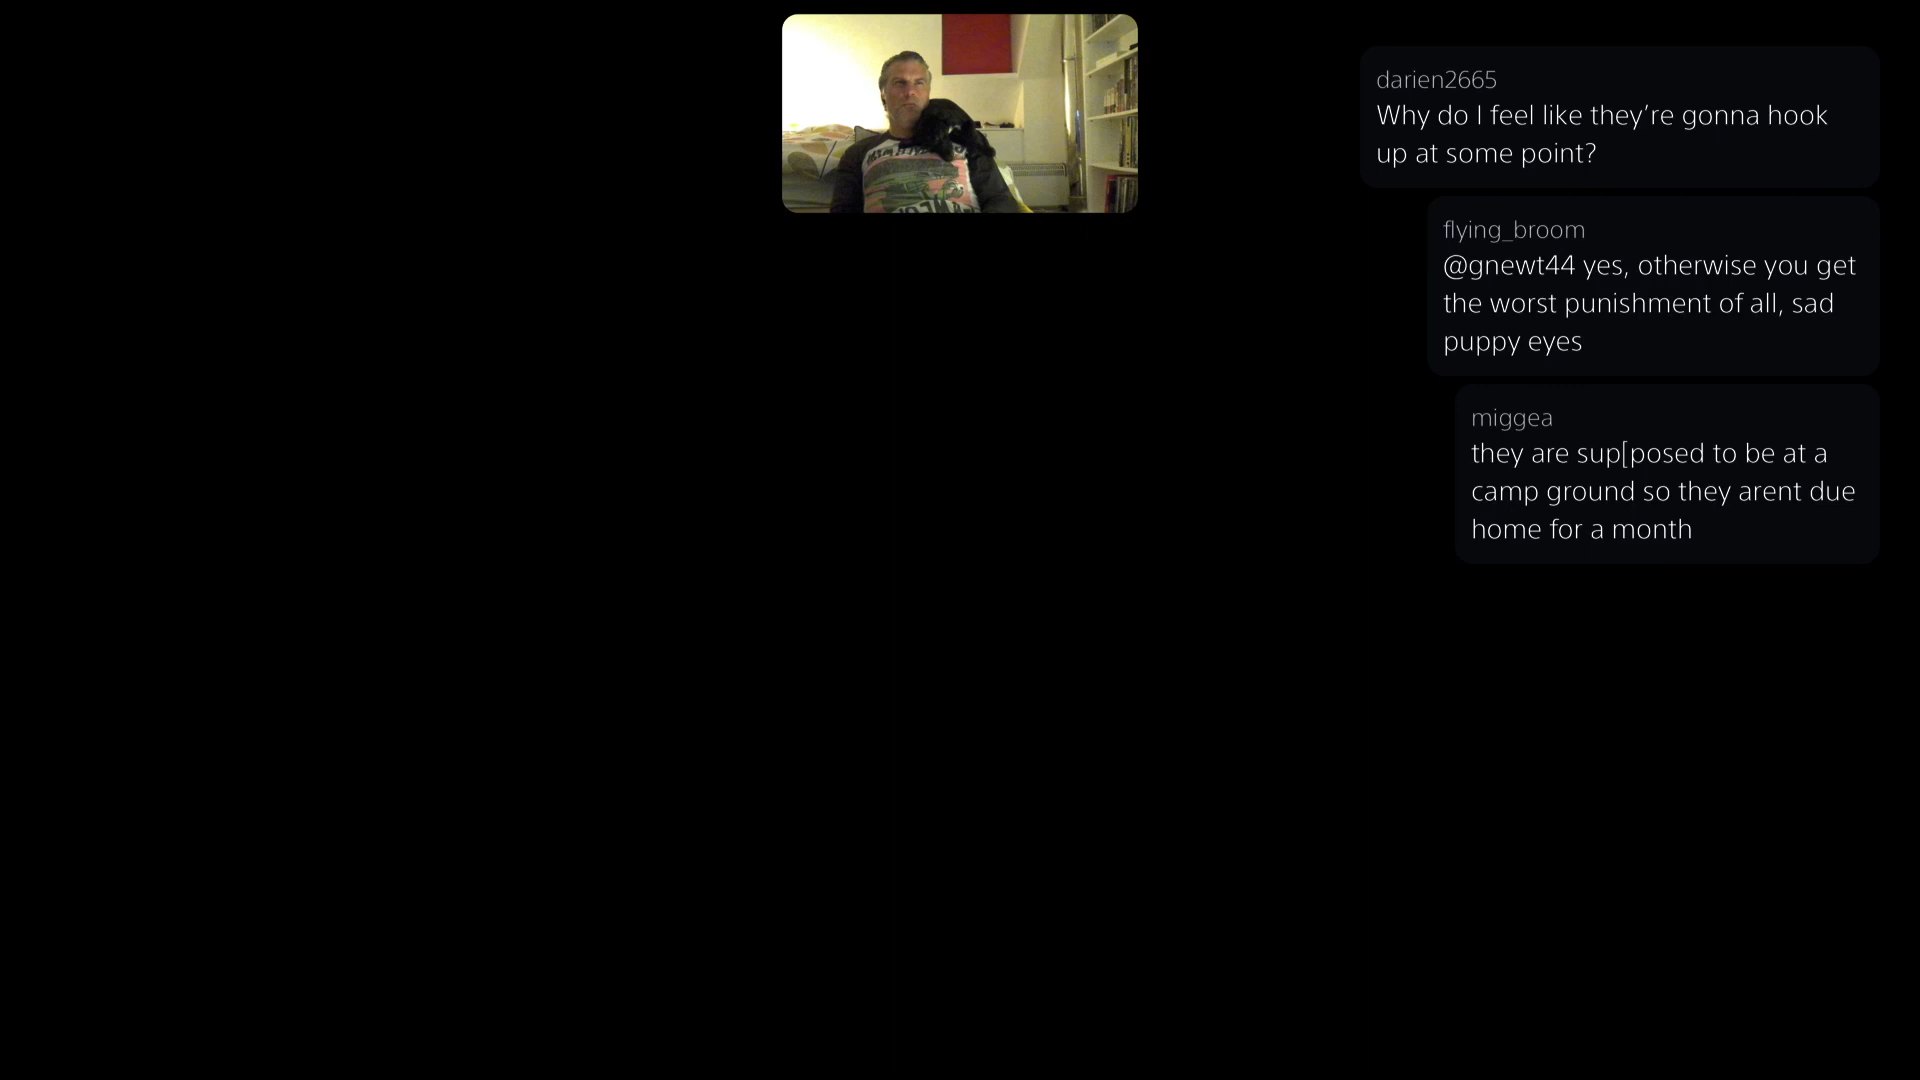 darien2665
Why do I feel like they’re gonna hook
up at some point?
flying_broom
@gnewt44 yes, otherwise you get
the worst punishment of all, sad
puppy eyes
miggea
they are sup[posed to be at a
camp ground so they arent due
home for a month